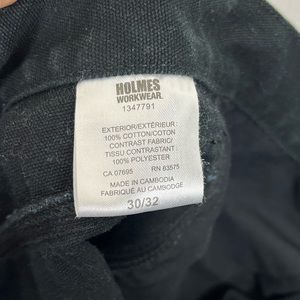 HOLMES
WORKWEAR.
1347791
EXTERIOR/EXTÉRIEUR:
100% COTTON/COTON
CONTRAST FABRIC/
TISSU CONTRASTANT:
100% POLYESTER
CA 07695 RN 83575
MADE IN CAMBODIA
FABRIQUÉ AU CAMBODGE
30/32